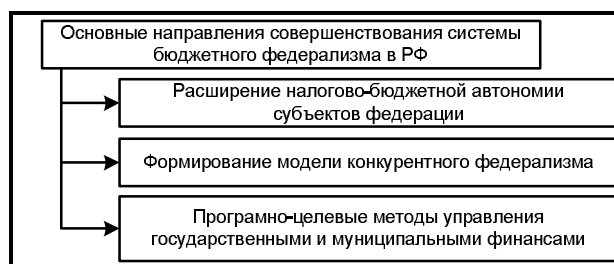 Основные направления совершенствования системы
бюджетного федерализма в РФ
Расширение налогово-бюджетной автономии
субъектов федерации
Формирование модели конкурентного федерализма
Програмно-целевые методы управления
государственными и муниципальными финансами